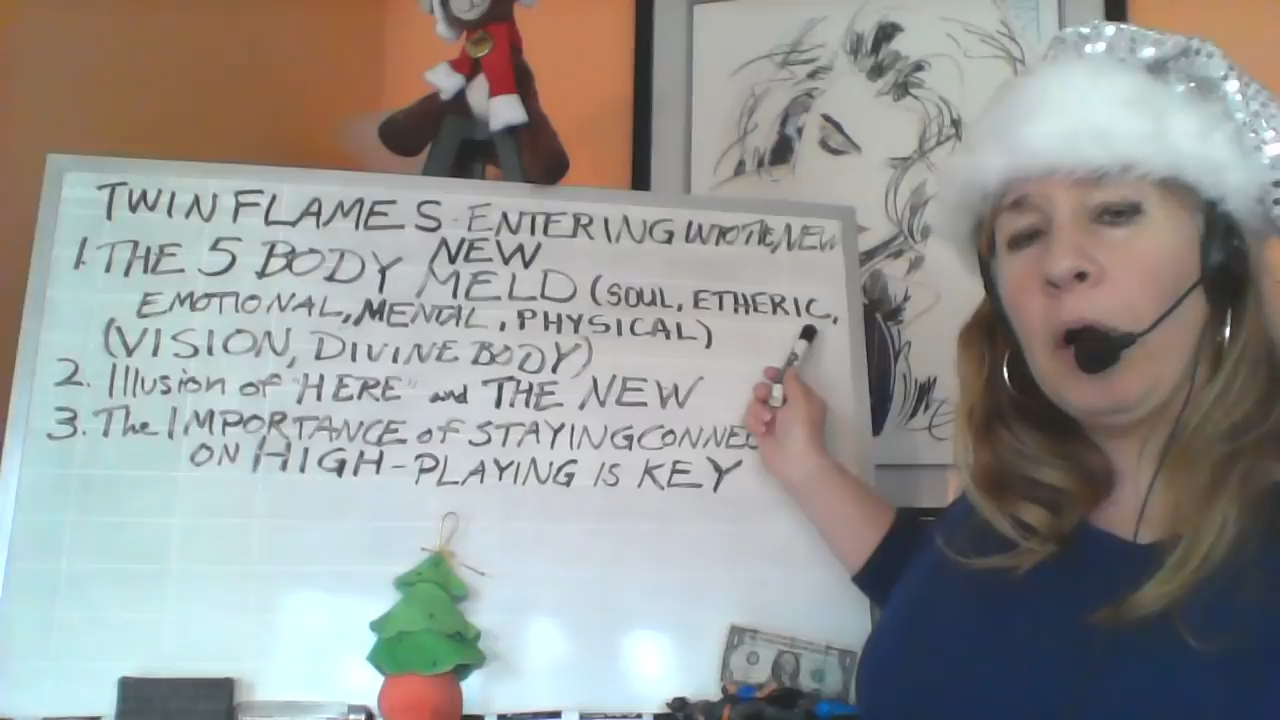 TWIN FLAMES - ENTERING INTO THE NEW
NEW
1. THE 5 BODY MELD (SOUL, ETHERIC,
EMOTIONAL, MENTAL, PHYSICAL)
(VISION, DIVINE BODY)
2. Illusion of "HERE" and THE NEW
3. The IMPORTANCE of STAYING CONNEC
ON HIGH - PLAYING IS KEY